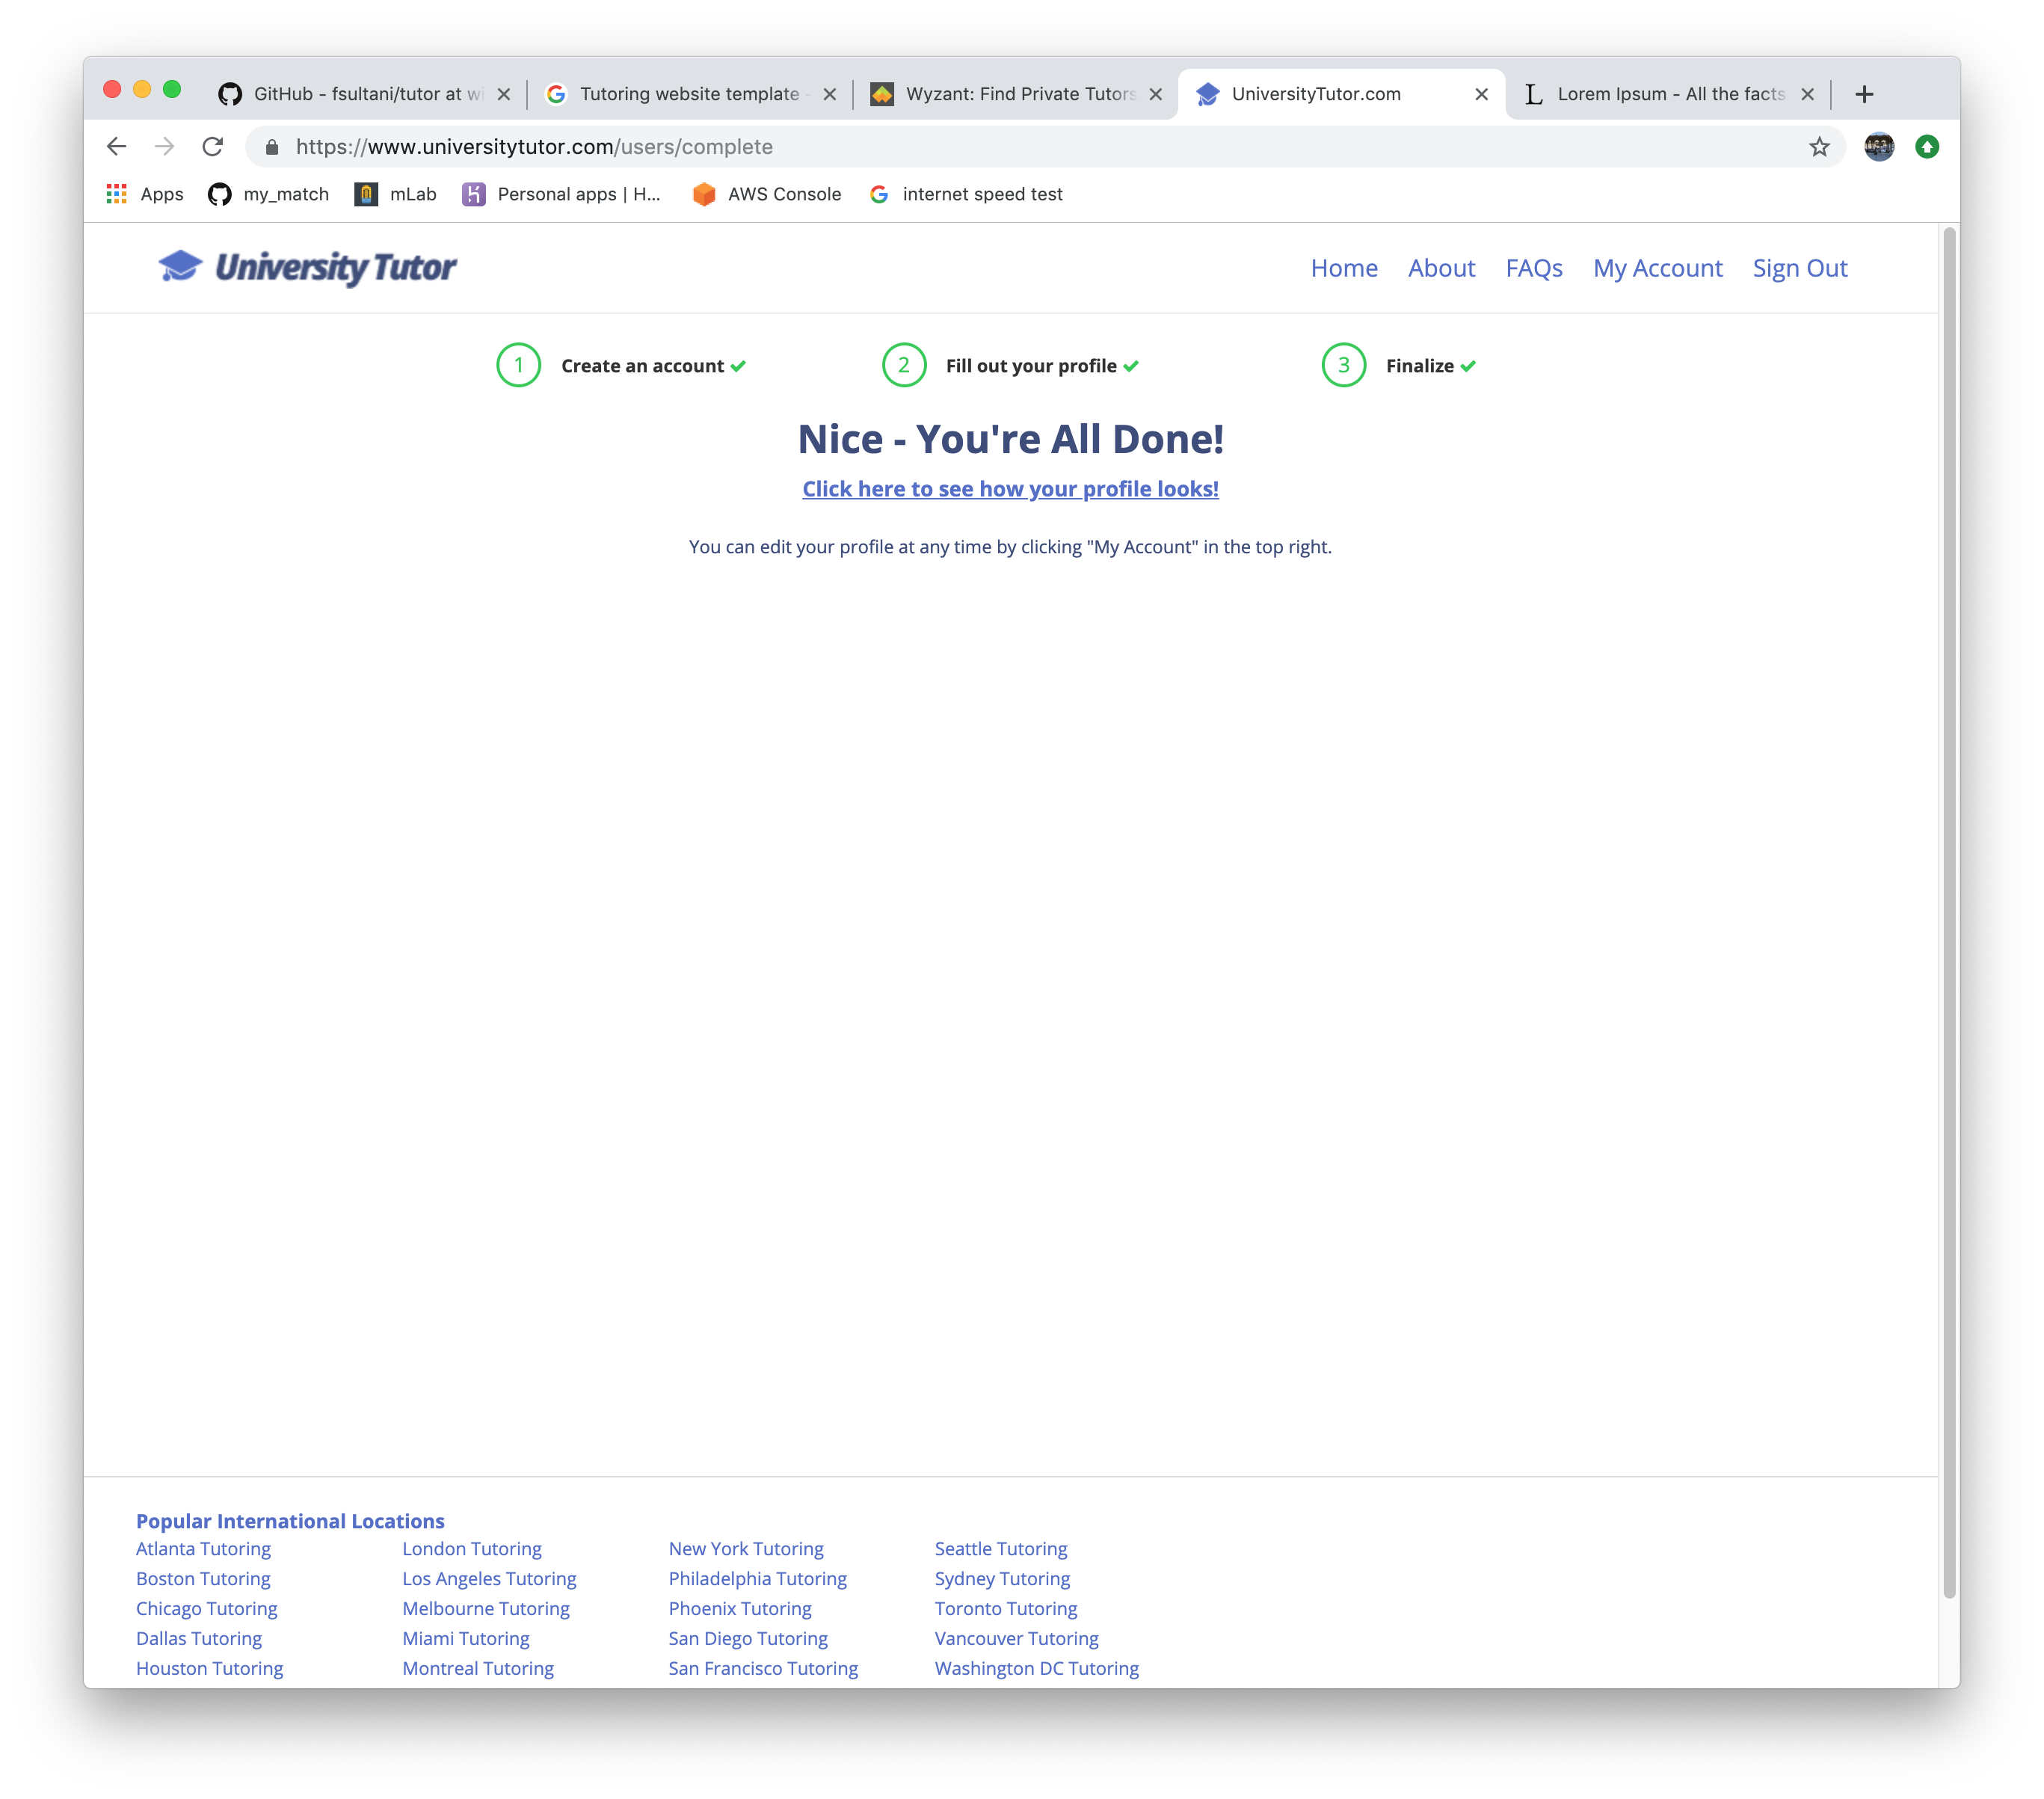 GitHub - fsultani/tutor at wi
Tutoring website template -
Wyzant: Find Private Tutors
UniversityTutor.com
Lorem Ipsum - All the facts
https://www.universitytutor.com/users/complete
Apps my_match mLab Personal apps | H... AWS Console internet speed test
University Tutor
Home About FAQs My Account Sign Out
1 Create an account 2 Fill out your profile 3 Finalize
Nice - You're All Done!
Click here to see how your profile looks!
You can edit your profile at any time by clicking "My Account" in the top right.
Popular International Locations
Atlanta Tutoring London Tutoring New York Tutoring Seattle Tutoring
Boston Tutoring Los Angeles Tutoring Philadelphia Tutoring Sydney Tutoring
Chicago Tutoring Melbourne Tutoring Phoenix Tutoring Toronto Tutoring
Dallas Tutoring Miami Tutoring San Diego Tutoring Vancouver Tutoring
Houston Tutoring Montreal Tutoring San Francisco Tutoring Washington DC Tutoring